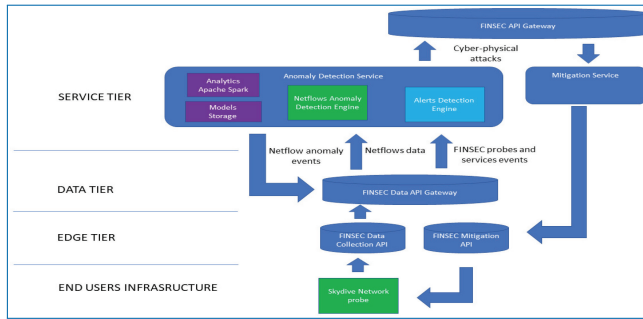 FINSEC API Gateway
Cyber-physical
attacks
SERVICE TIER
Analytics
Apache Spark
Models
Storage
Anomaly Detection Service
Netflows Anomaly
Detection Engine
Alerts Detection
Engine
Mitigation Service
Netflow anomaly
events
Netflows data
FINSEC probes and
services events
DATA TIER
FINSEC Data API Gateway
EDGE TIER
FINSEC Data
Collection API
FINSEC Mitigation
API
END USERS INFRASRUCTURE
Skydive Network
probe